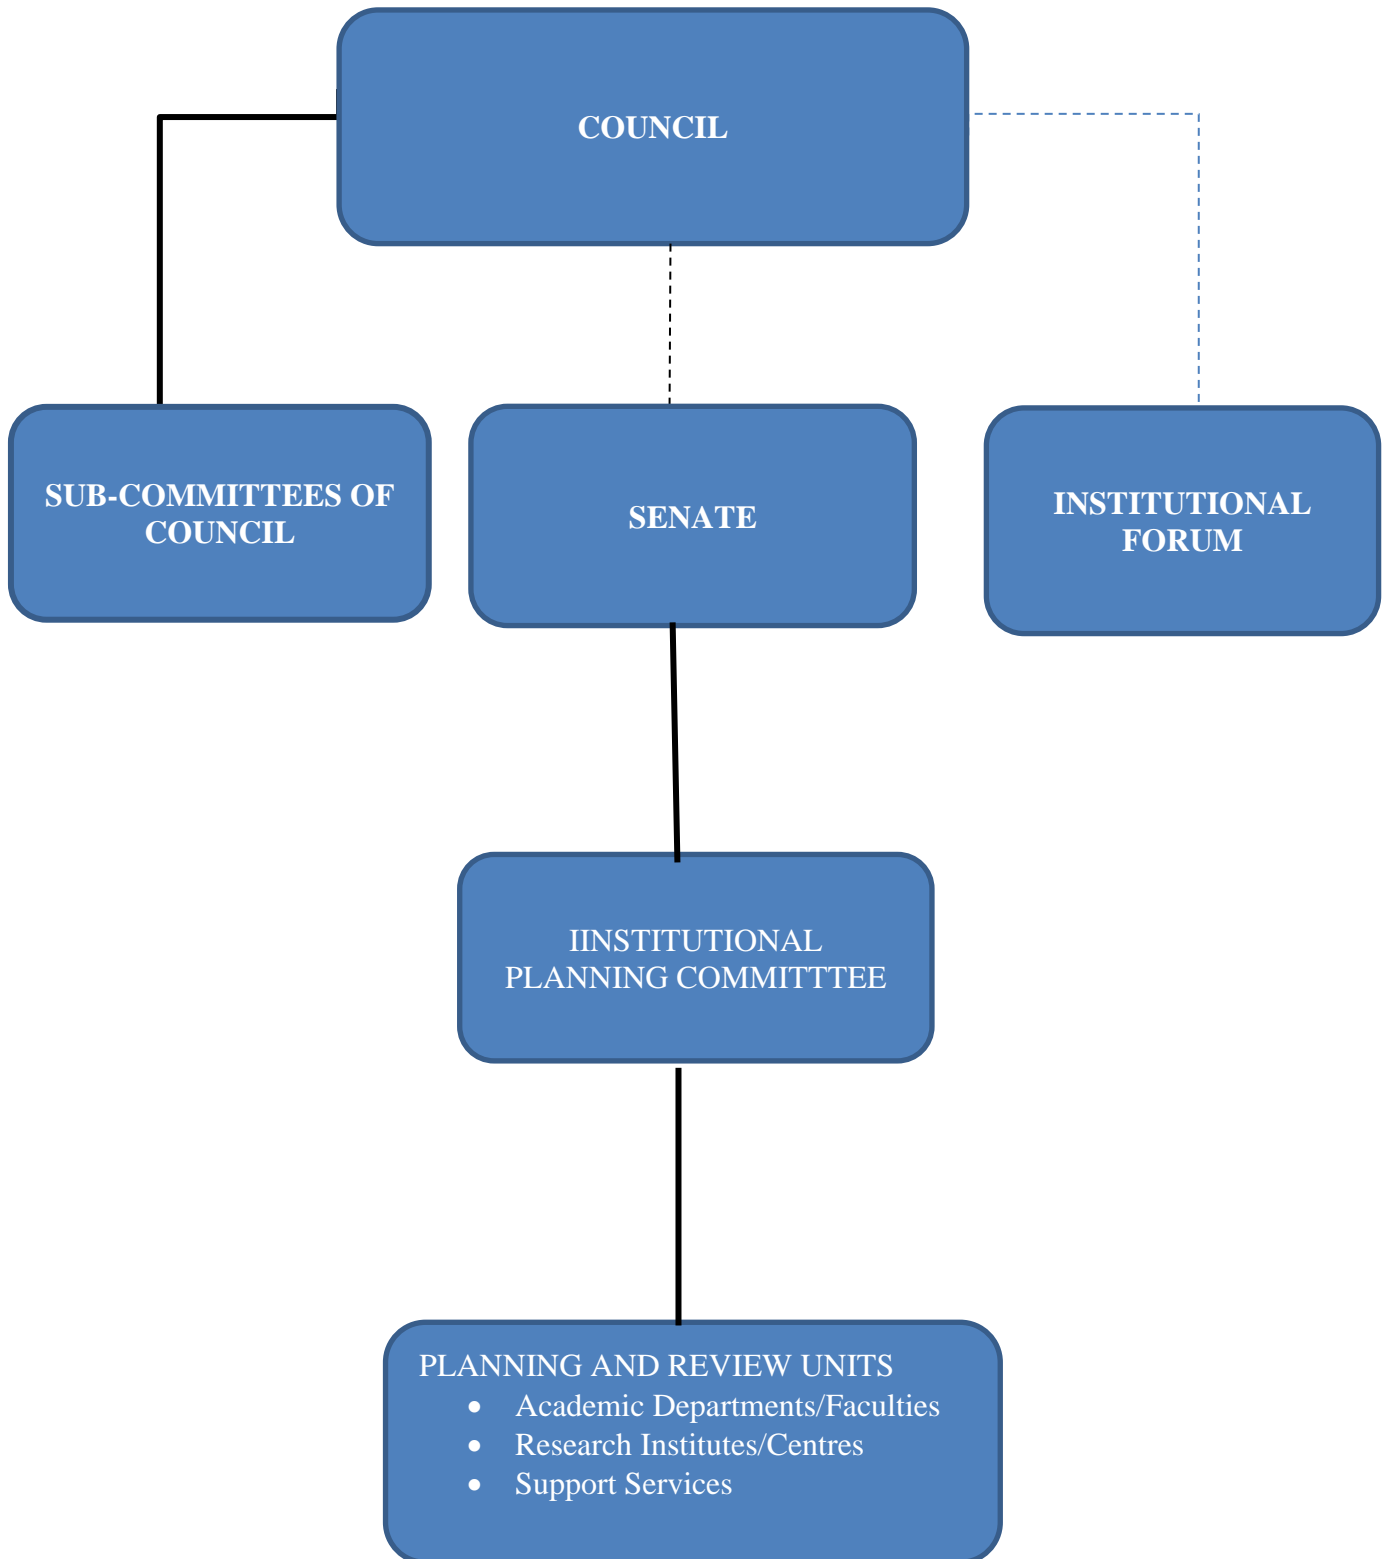 COUNCIL
SUB-COMMITTEES OF
COUNCIL
SENATE
INSTITUTIONAL
FORUM
IINSTITUTIONAL
PLANNING COMMITTTEE
PLANNING AND REVIEW UNITS
• Academic Departments/Faculties
• Research Institutes/Centres
• Support Services